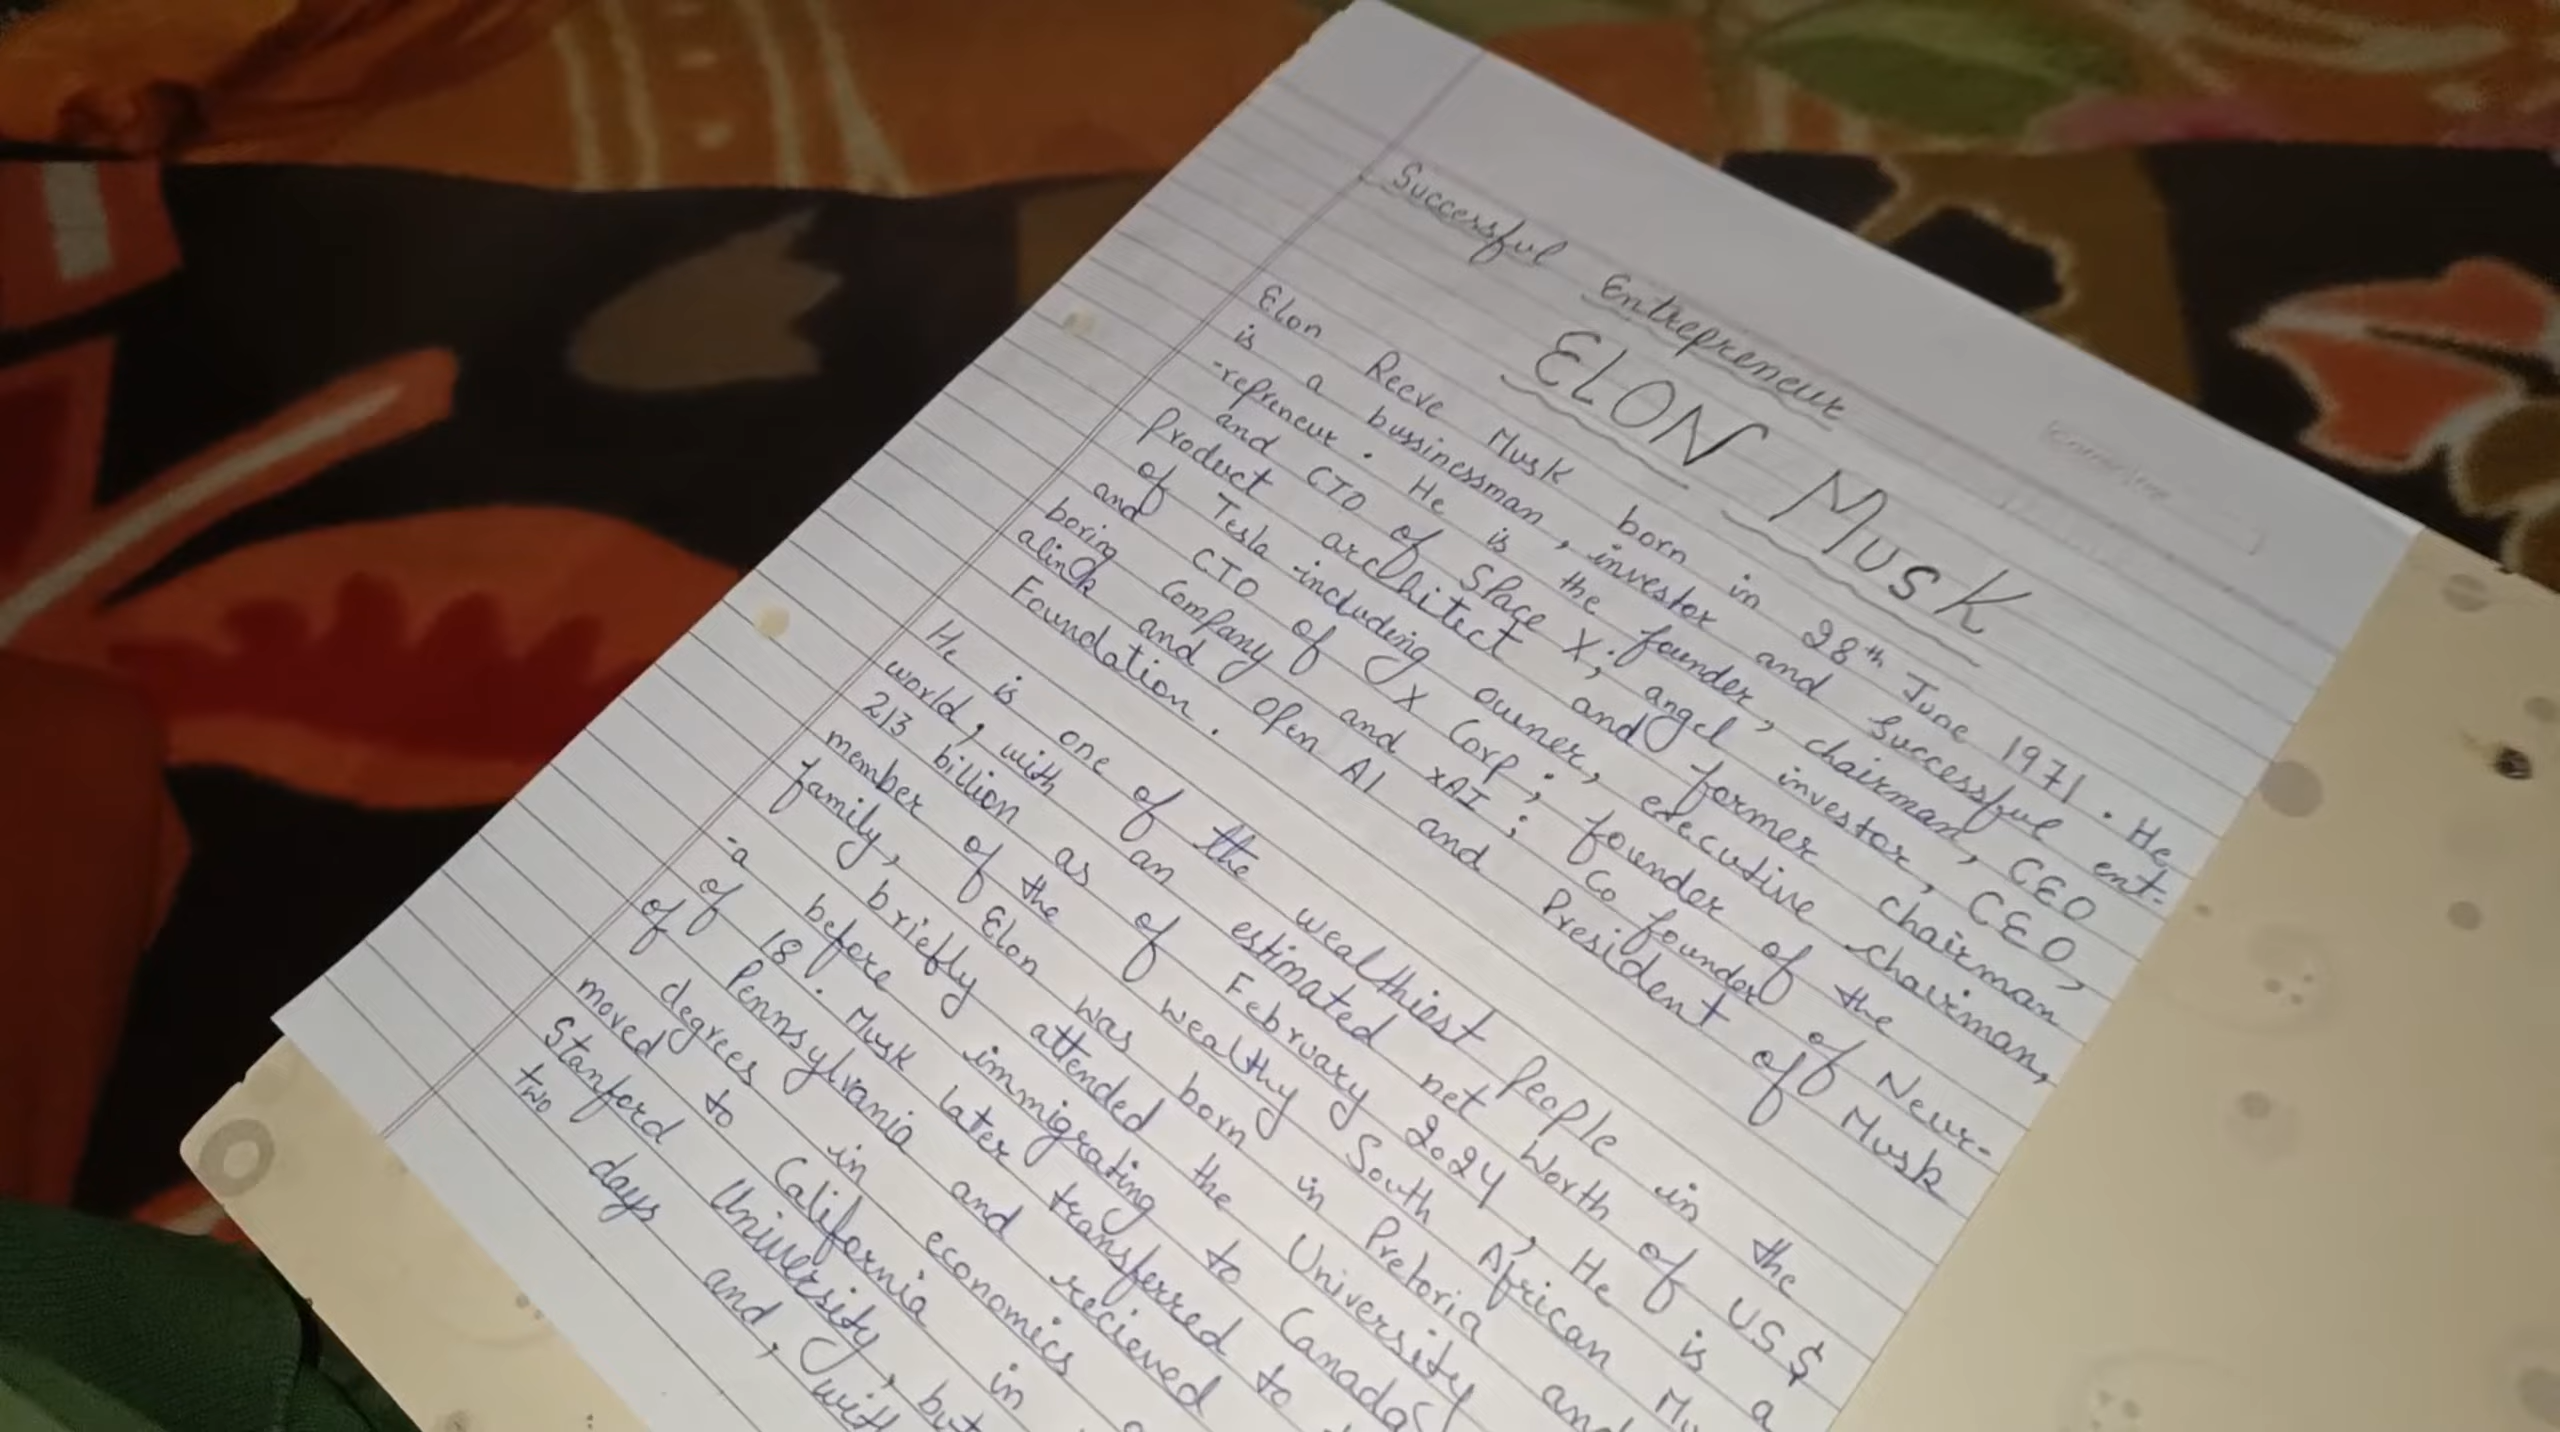 Successful Entrepreneur
ELON MUSK
Elon Reeve Musk born in 28th June 1971. He
is a bussinessman, investor and successful ent-
-repreneur. He is the founder, chairman, CEO
and CTO of Space X; angel investor, CEO,
Product architect and former chairman
of Tesla including owner, executive chairman,
and CTO of X Corp; founder of the
boring Company and xAI; Co founder of Neur-
alink and Open AI and President of Musk
Foundation.
He is one of the wealthiest people in the
world, with an estimated net worth of US $
213 billion as of February 2024, He is a
member of the wealthy South African
family, Elon was born in Pretoria and
briefly attended the University
-a before immigrating to Canada
of 18. Musk later transferred to
of Pennsylvania and recieved
degrees in economics
moved to California in
Stanford University, but
two days and, with